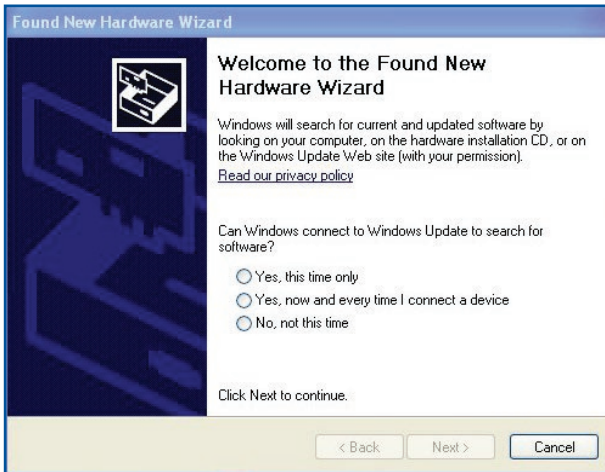 Found New Hardware Wizard
Welcome to the Found New
Hardware Wizard
Windows will search for current and updated software by
looking on your computer, on the hardware installation CD, or on
the Windows Update Web site (with your permission).
Read our privacy policy
Can Windows connect to Windows Update to search for
software?
Yes, this time only
Yes, now and every time I connect a device
No, not this time
Click Next to continue.
< Back
Next >
Cancel